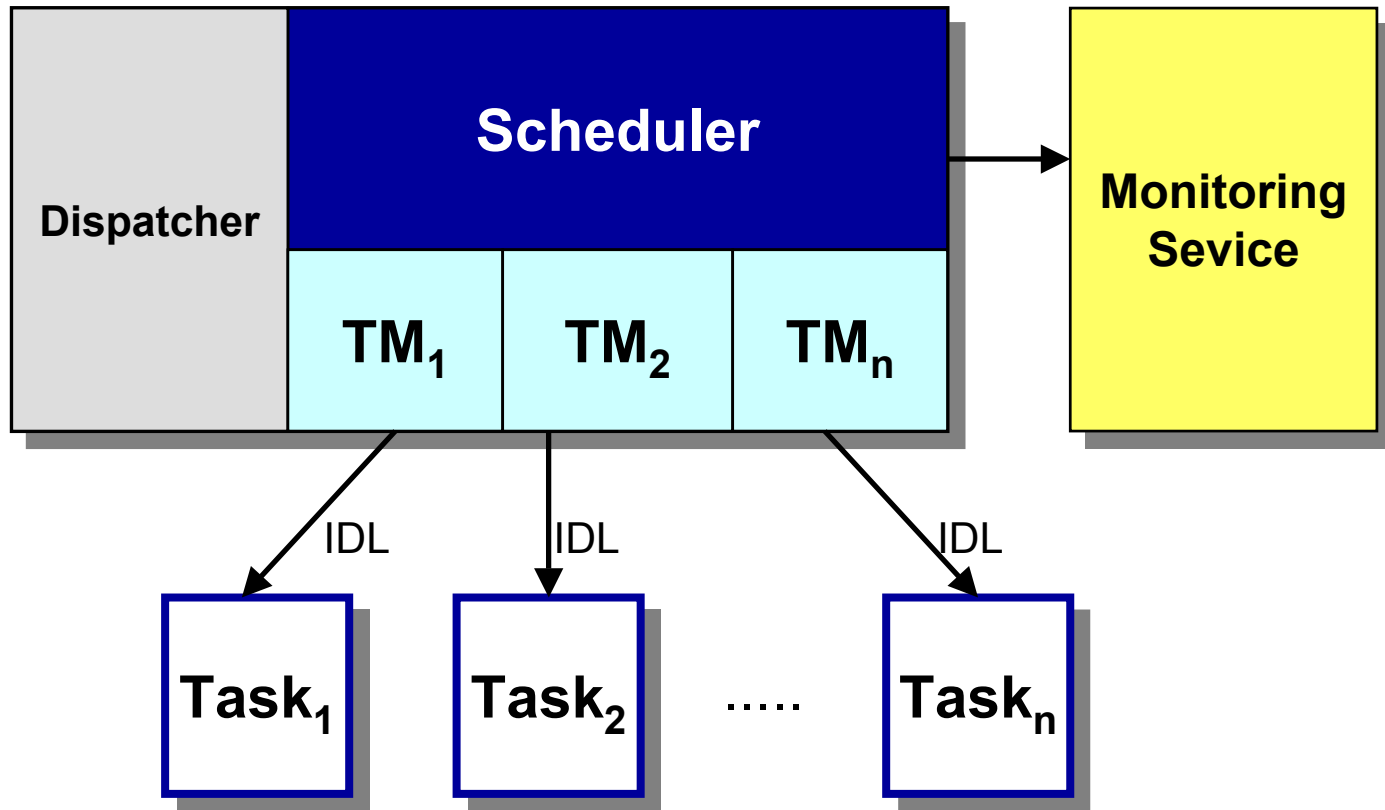 Scheduler
Dispatcher
Monitoring
Sevice
TM₁
TM₂
TMₙ
IDL
IDL
IDL
Task₁
Task₂
.....
Taskₙ